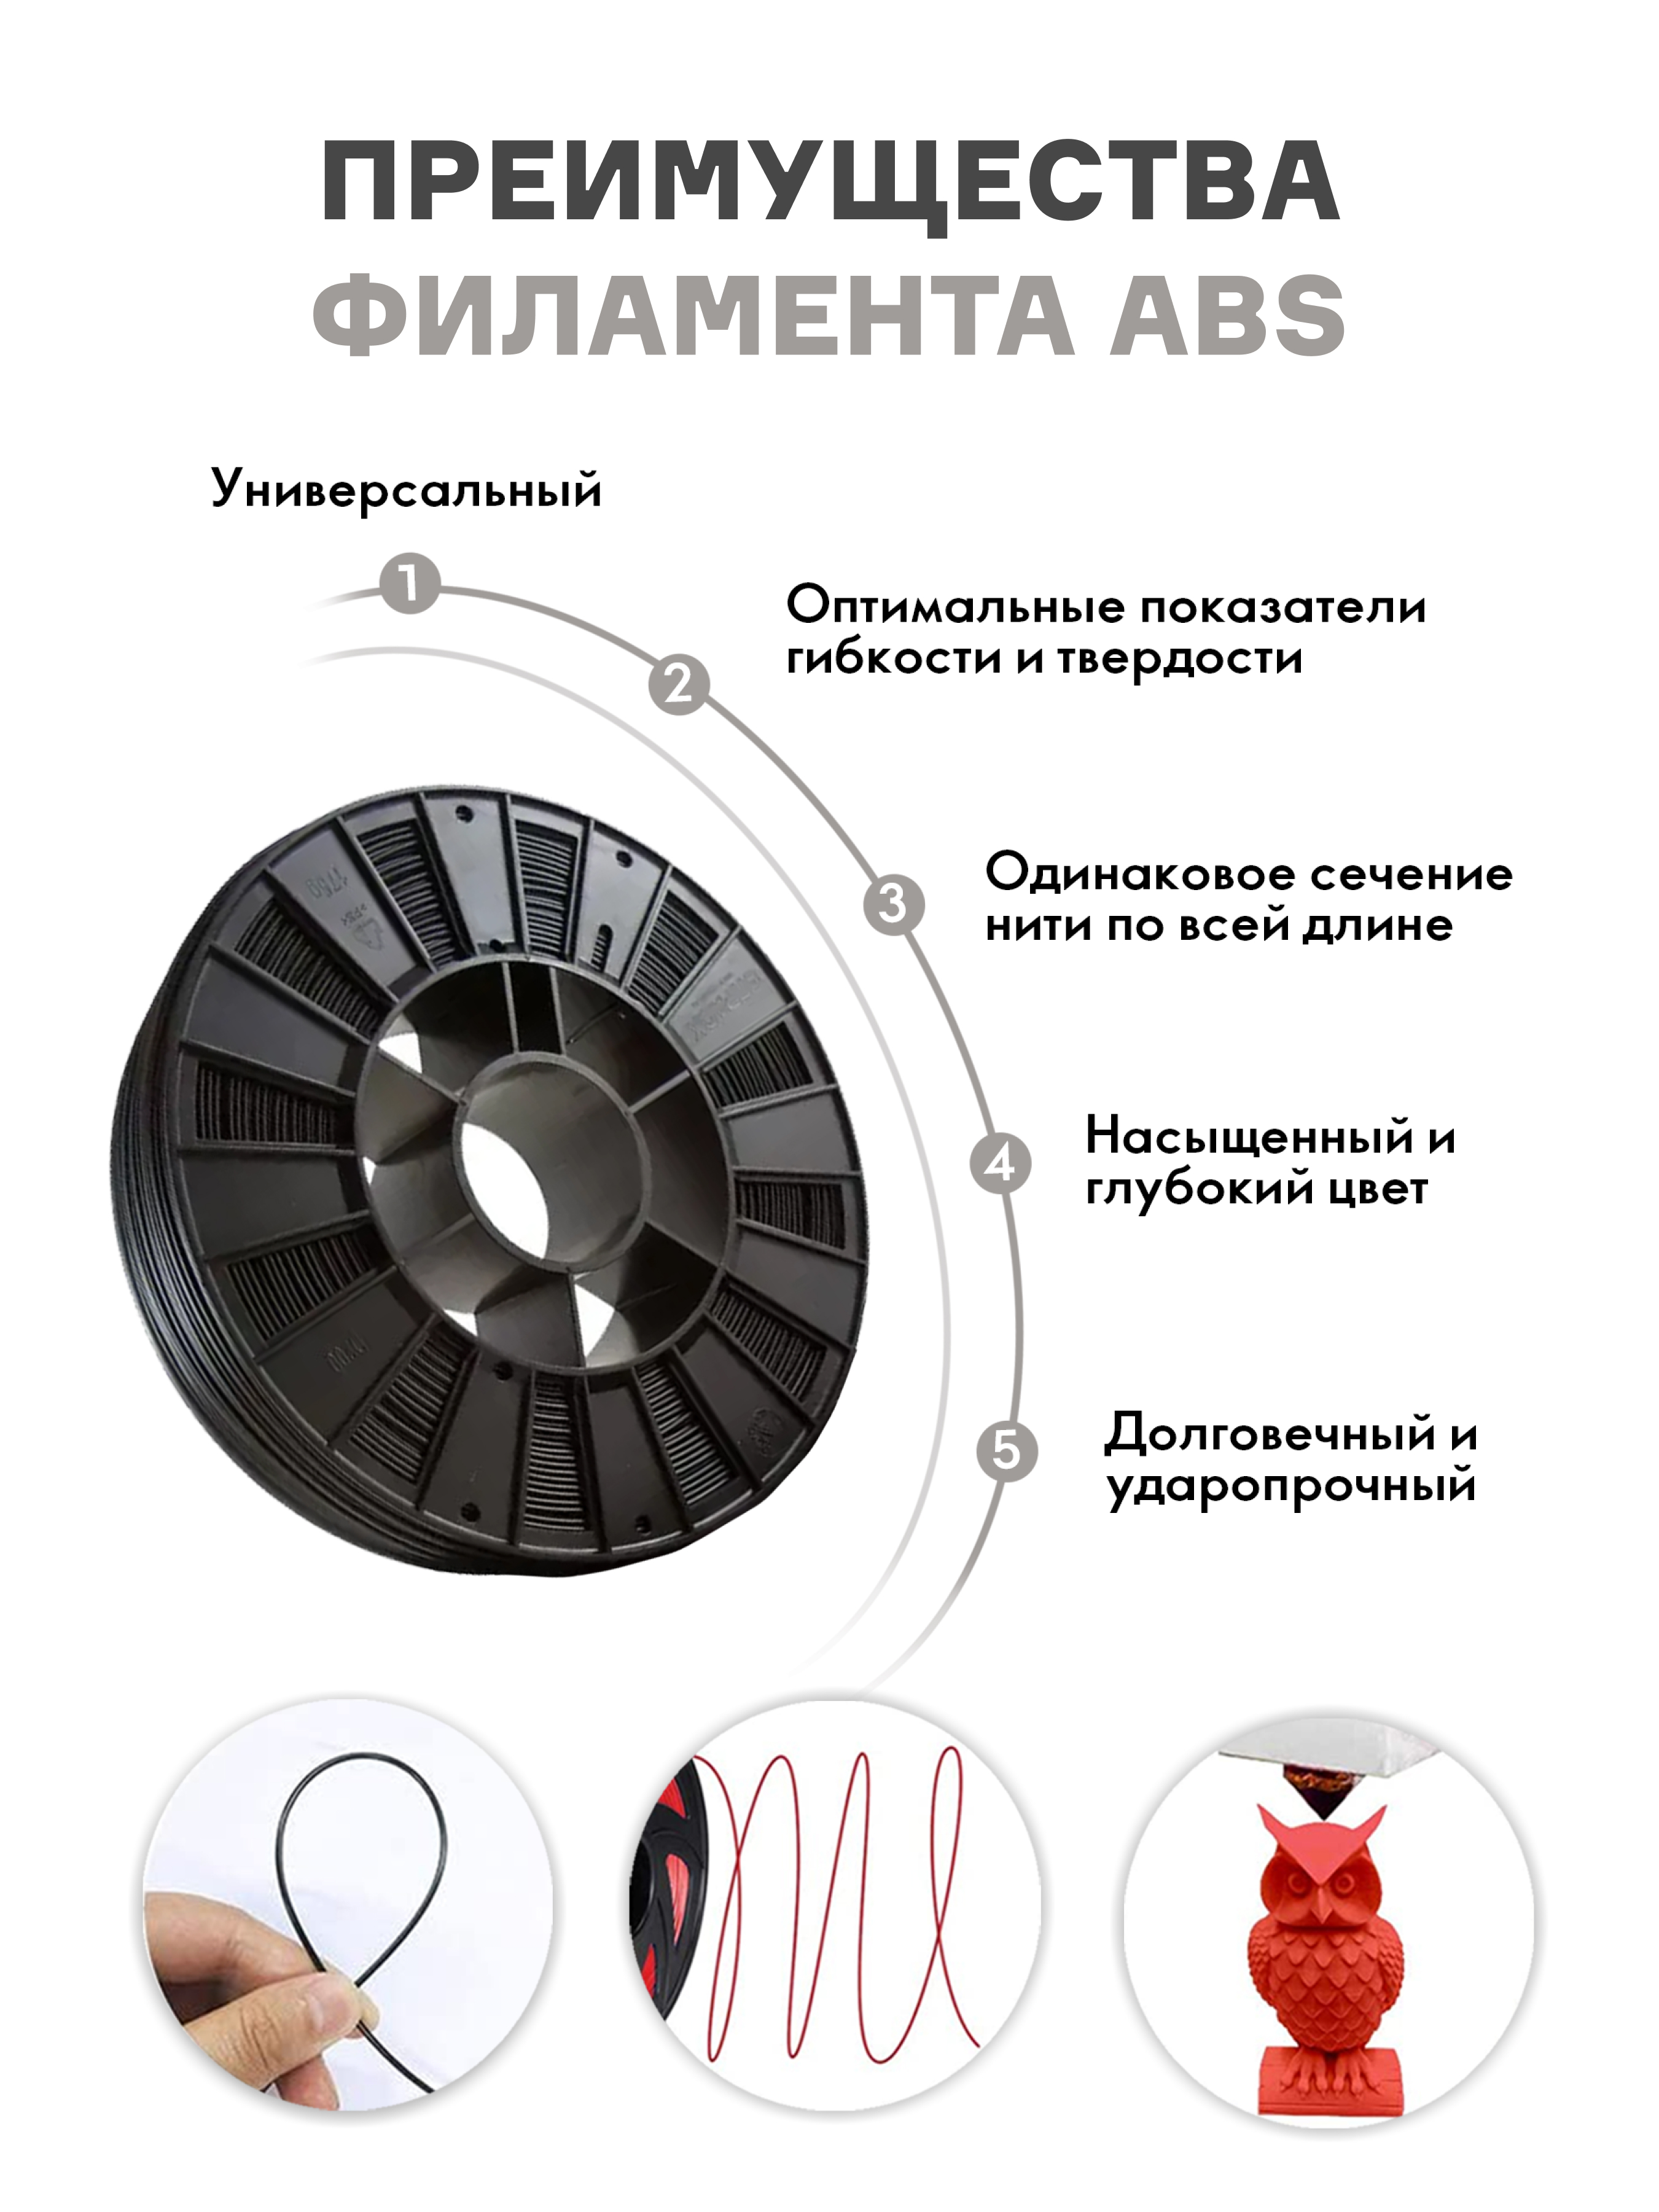 ПРЕИМУЩЕСТВА
ФИЛАМЕНТА ABS
Универсальный
1
Оптимальные показатели
гибкости и твердости
2
Одинаковое сечение
нити по всей длине
3
Насыщенный и
глубокий цвет
4
Долговечный и
ударопрочный
5
175g